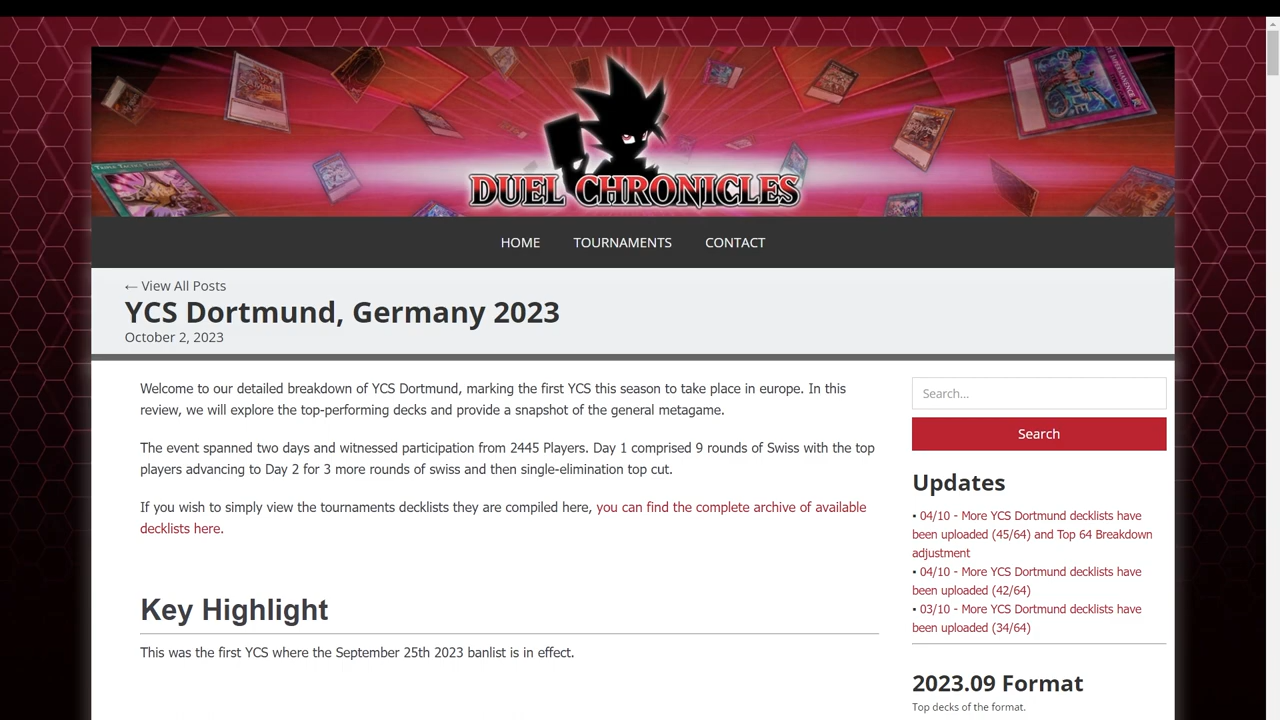 DUEL CHRONICLES
HOME TOURNAMENTS CONTACT
← View All Posts
YCS Dortmund, Germany 2023
October 2, 2023
Welcome to our detailed breakdown of YCS Dortmund, marking the first YCS this season to take place in europe. In this
review, we will explore the top-performing decks and provide a snapshot of the general metagame.
The event spanned two days and witnessed participation from 2445 Players. Day 1 comprised 9 rounds of Swiss with the top
players advancing to Day 2 for 3 more rounds of swiss and then single-elimination top cut.
If you wish to simply view the tournaments decklists they are compiled here, you can find the complete archive of available
decklists here.
Key Highlight
This was the first YCS where the September 25th 2023 banlist is in effect.
Search...
Search
Updates
• 04/10 - More YCS Dortmund decklists have
been uploaded (45/64) and Top 64 Breakdown
adjustment
• 04/10 - More YCS Dortmund decklists have
been uploaded (42/64)
• 03/10 - More YCS Dortmund decklists have
been uploaded (34/64)
2023.09 Format
Top decks of the format.